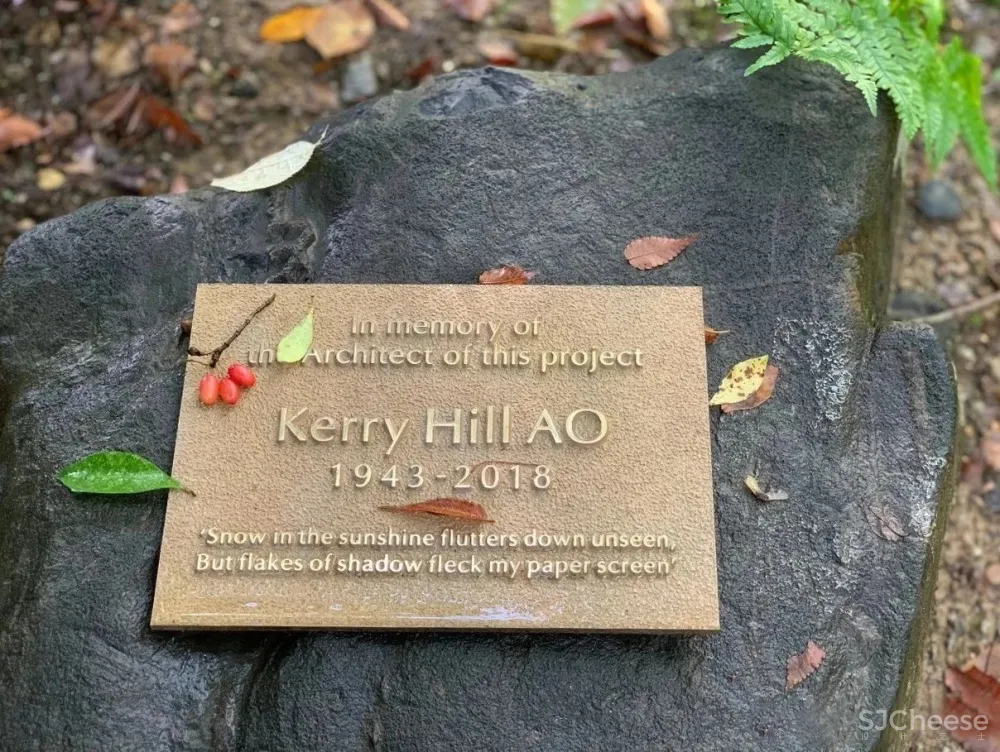 In memory of
the Architect of this project
Kerry Hill AO
1943-2018
'Snow in the sunshine flutters down unseen,
But flakes of shadow fleck my paper screen'
SJCheese